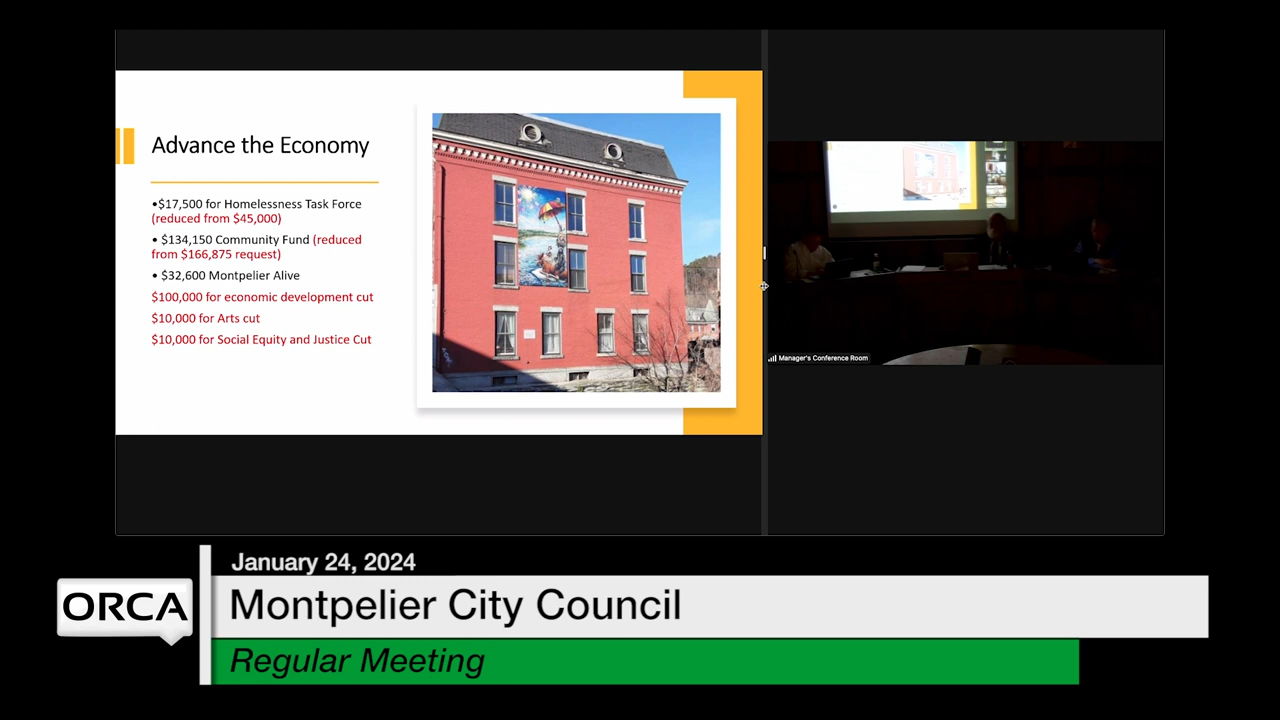 Advance the Economy
•$17,500 for Homelessness Task Force
(reduced from $45,000)
• $134,150 Community Fund (reduced
from $166,875 request)
• $32,600 Montpelier Alive
$100,000 for economic development cut
$10,000 for Arts cut
$10,000 for Social Equity and Justice Cut
Manager's Conference Room
January 24, 2024
ORCA
Montpelier City Council
Regular Meeting